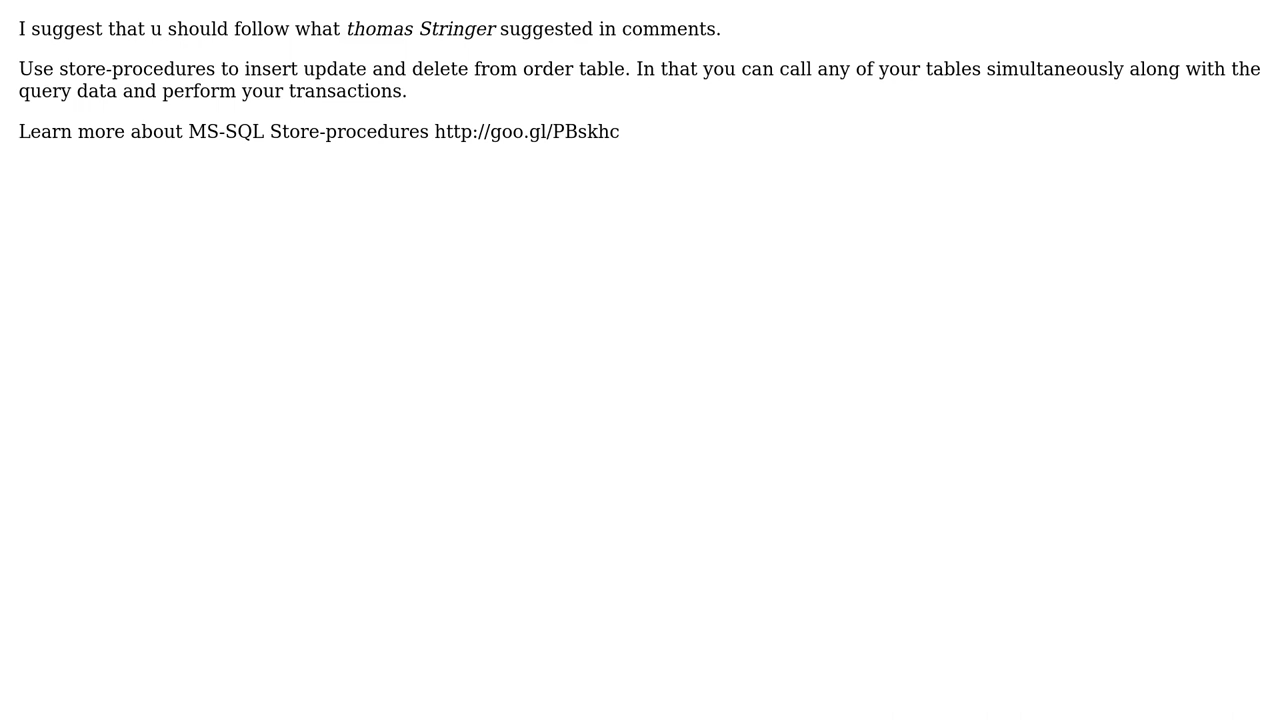 I suggest that u should follow what thomas Stringer suggested in comments.
Use store-procedures to insert update and delete from order table. In that you can call any of your tables simultaneously along with the
query data and perform your transactions.
Learn more about MS-SQL Store-procedures http://goo.gl/PBskhc